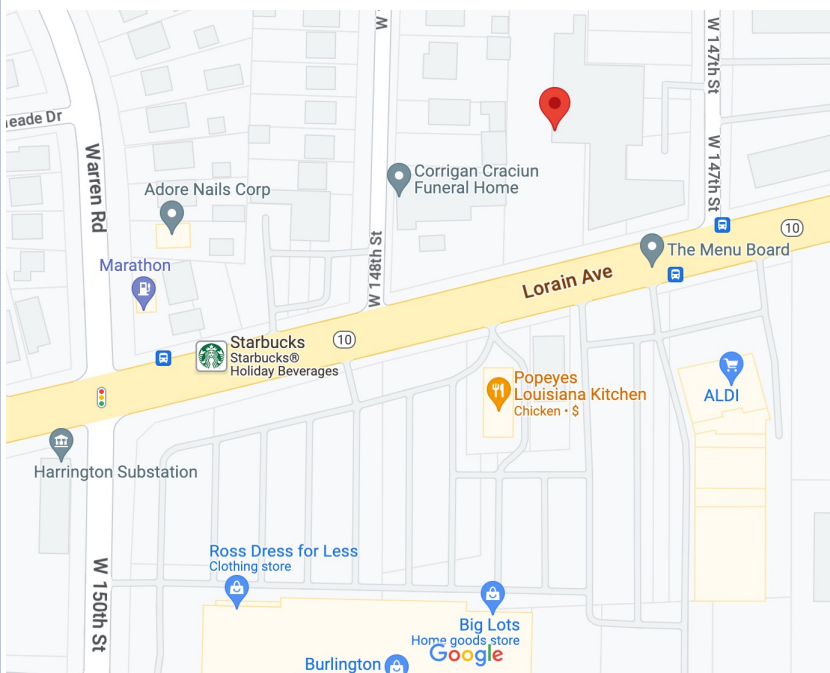 W
W 147th St
eade Dr
Warren Rd
W 147th St
Corrigan Craciun
Funeral Home
Adore Nails Corp
10
The Menu Board
W 148th St
Marathon
Lorain Ave
Starbucks
Starbucks®
Holiday Beverages
10
Popeyes
Louisiana Kitchen
Chicken • $
ALDI
Harrington Substation
W 150th St
Ross Dress for Less
Clothing store
Big Lots
Home goods store
Google
Burlington